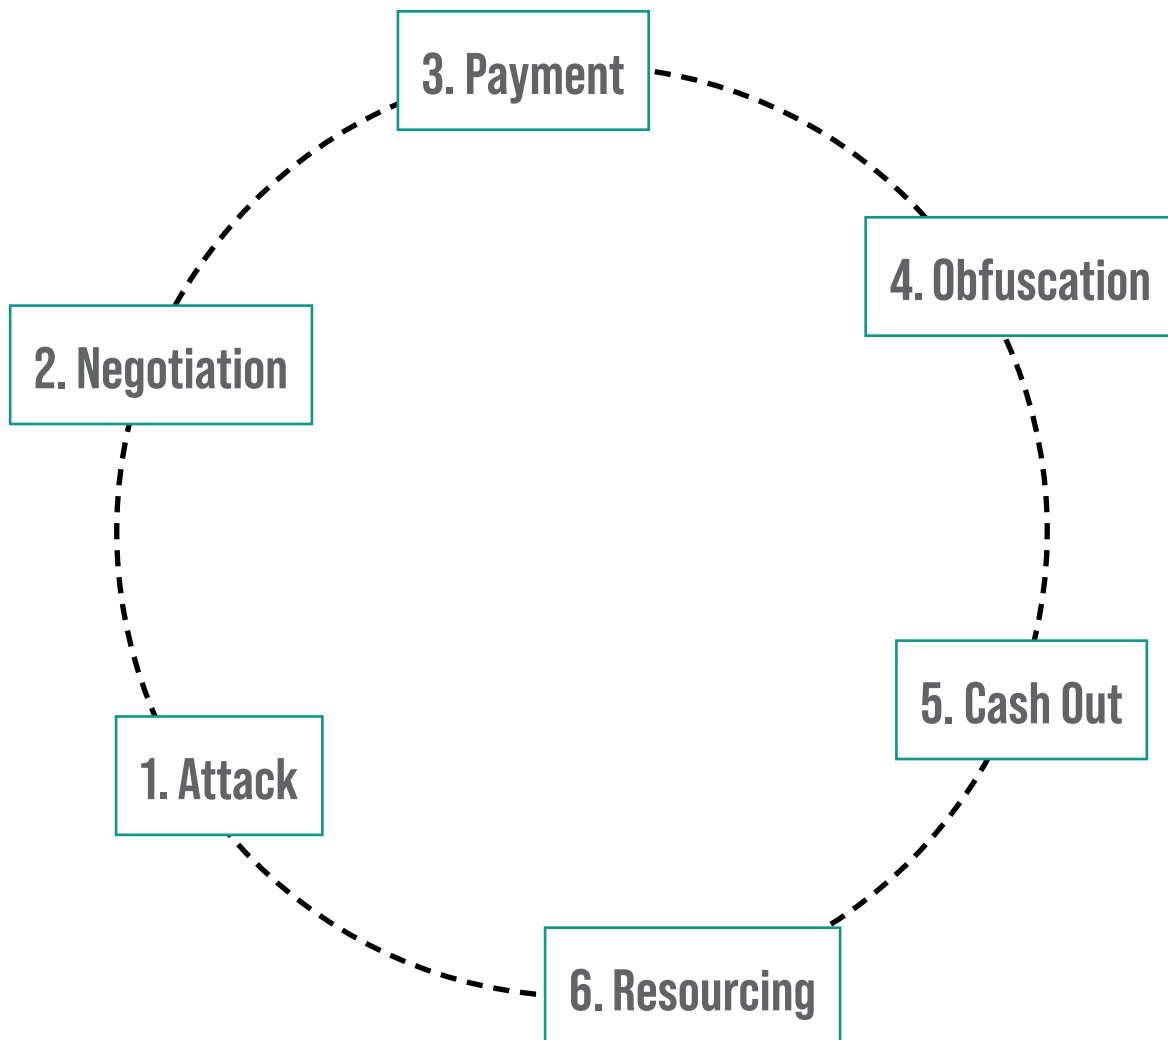 3. Payment
4. Obfuscation
2. Negotiation
5. Cash Out
1. Attack
6. Resourcing